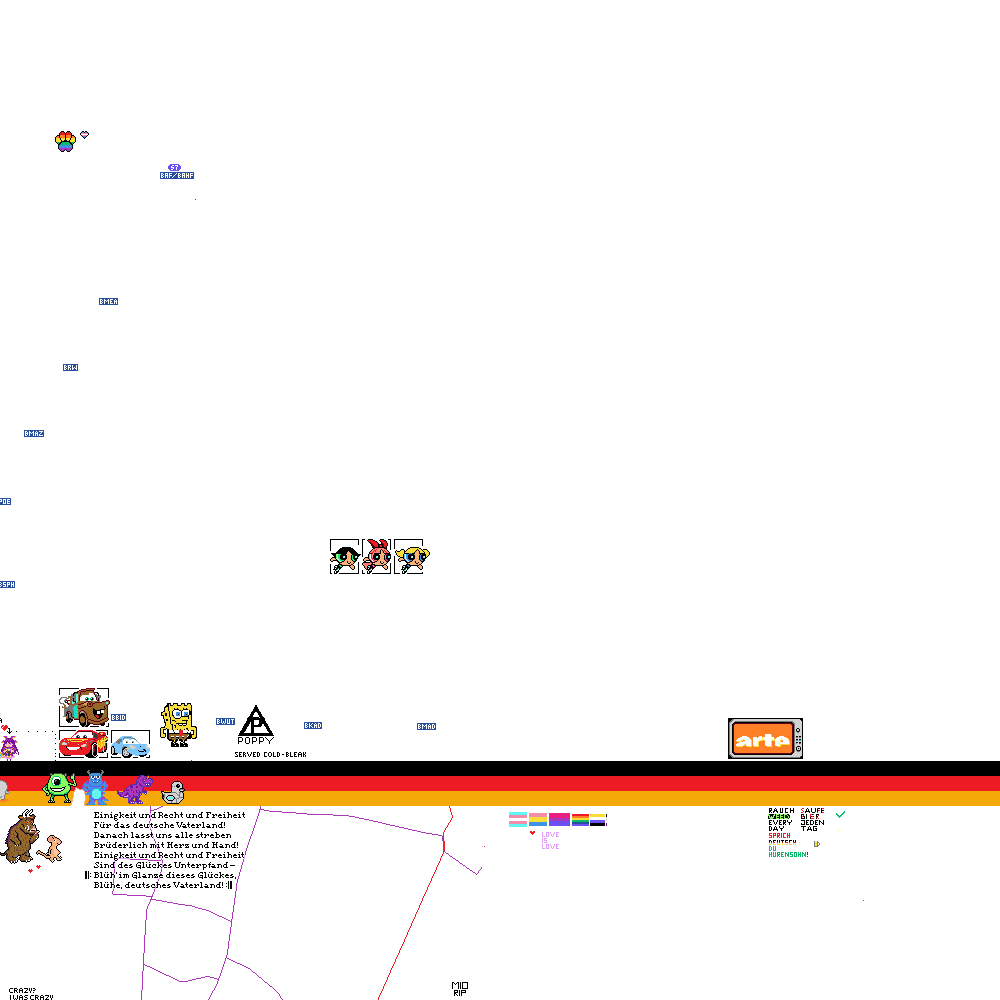 97
BAF/BAHF
BMEA
BRW
BMAZ
BSPH
BBID
BWUT
BKAD
BMAD
POPPY
SERVED COLD-BLEAK
arte
Einigkeit und Recht und Freiheit
Für das deutsche Vaterland!
Danach lasst uns alle streben
Brüderlich mit Herz und Hand!
Einigkeit und Recht und Freiheit
Sind des Glückes Unterpfand-
||: Blüh' im Glanze dieses Glückes,
Blühe, deutsches Vaterland! :||
LOVE
IS
LOVE
RAUCH
WEED
EVERY
DAY
SAUFE
BIER
JEDEN
TAG
SPRICH
DEUTSCH
DU
HURENSOHN!
CRAZY?
I WAS CRAZY
MIO
RIP